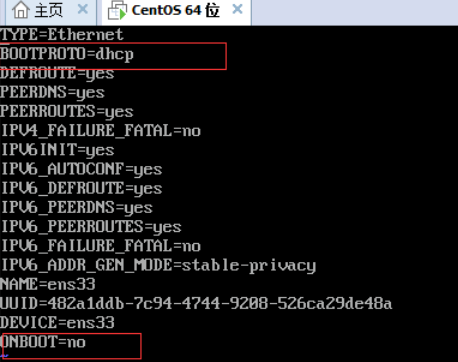 主页 × CentOS 64 位 ×
TYPE=Ethernet
BOOTPROTO=dhcp
DEFROUTE=yes
PEERDNS=yes
PEERROUTES=yes
IPV4_FAILURE_FATAL=no
IPV6INIT=yes
IPV6_AUTOCONF=yes
IPV6_DEFROUTE=yes
IPV6_PEERDNS=yes
IPV6_PEERROUTES=yes
IPV6_FAILURE_FATAL=no
IPV6_ADDR_GEN_MODE=stable-privacy
NAME=ens33
UUID=482a1ddb-7c94-4744-9208-526ca29de48a
DEVICE=ens33
ONBOOT=no
~